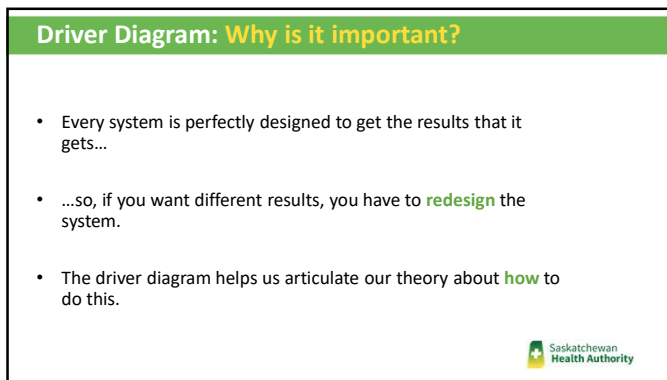 Driver Diagram: Why is it important?
• Every system is perfectly designed to get the results that it
gets…
• …so, if you want different results, you have to redesign the
system.
• The driver diagram helps us articulate our theory about how to
do this.
Saskatchewan
Health Authority